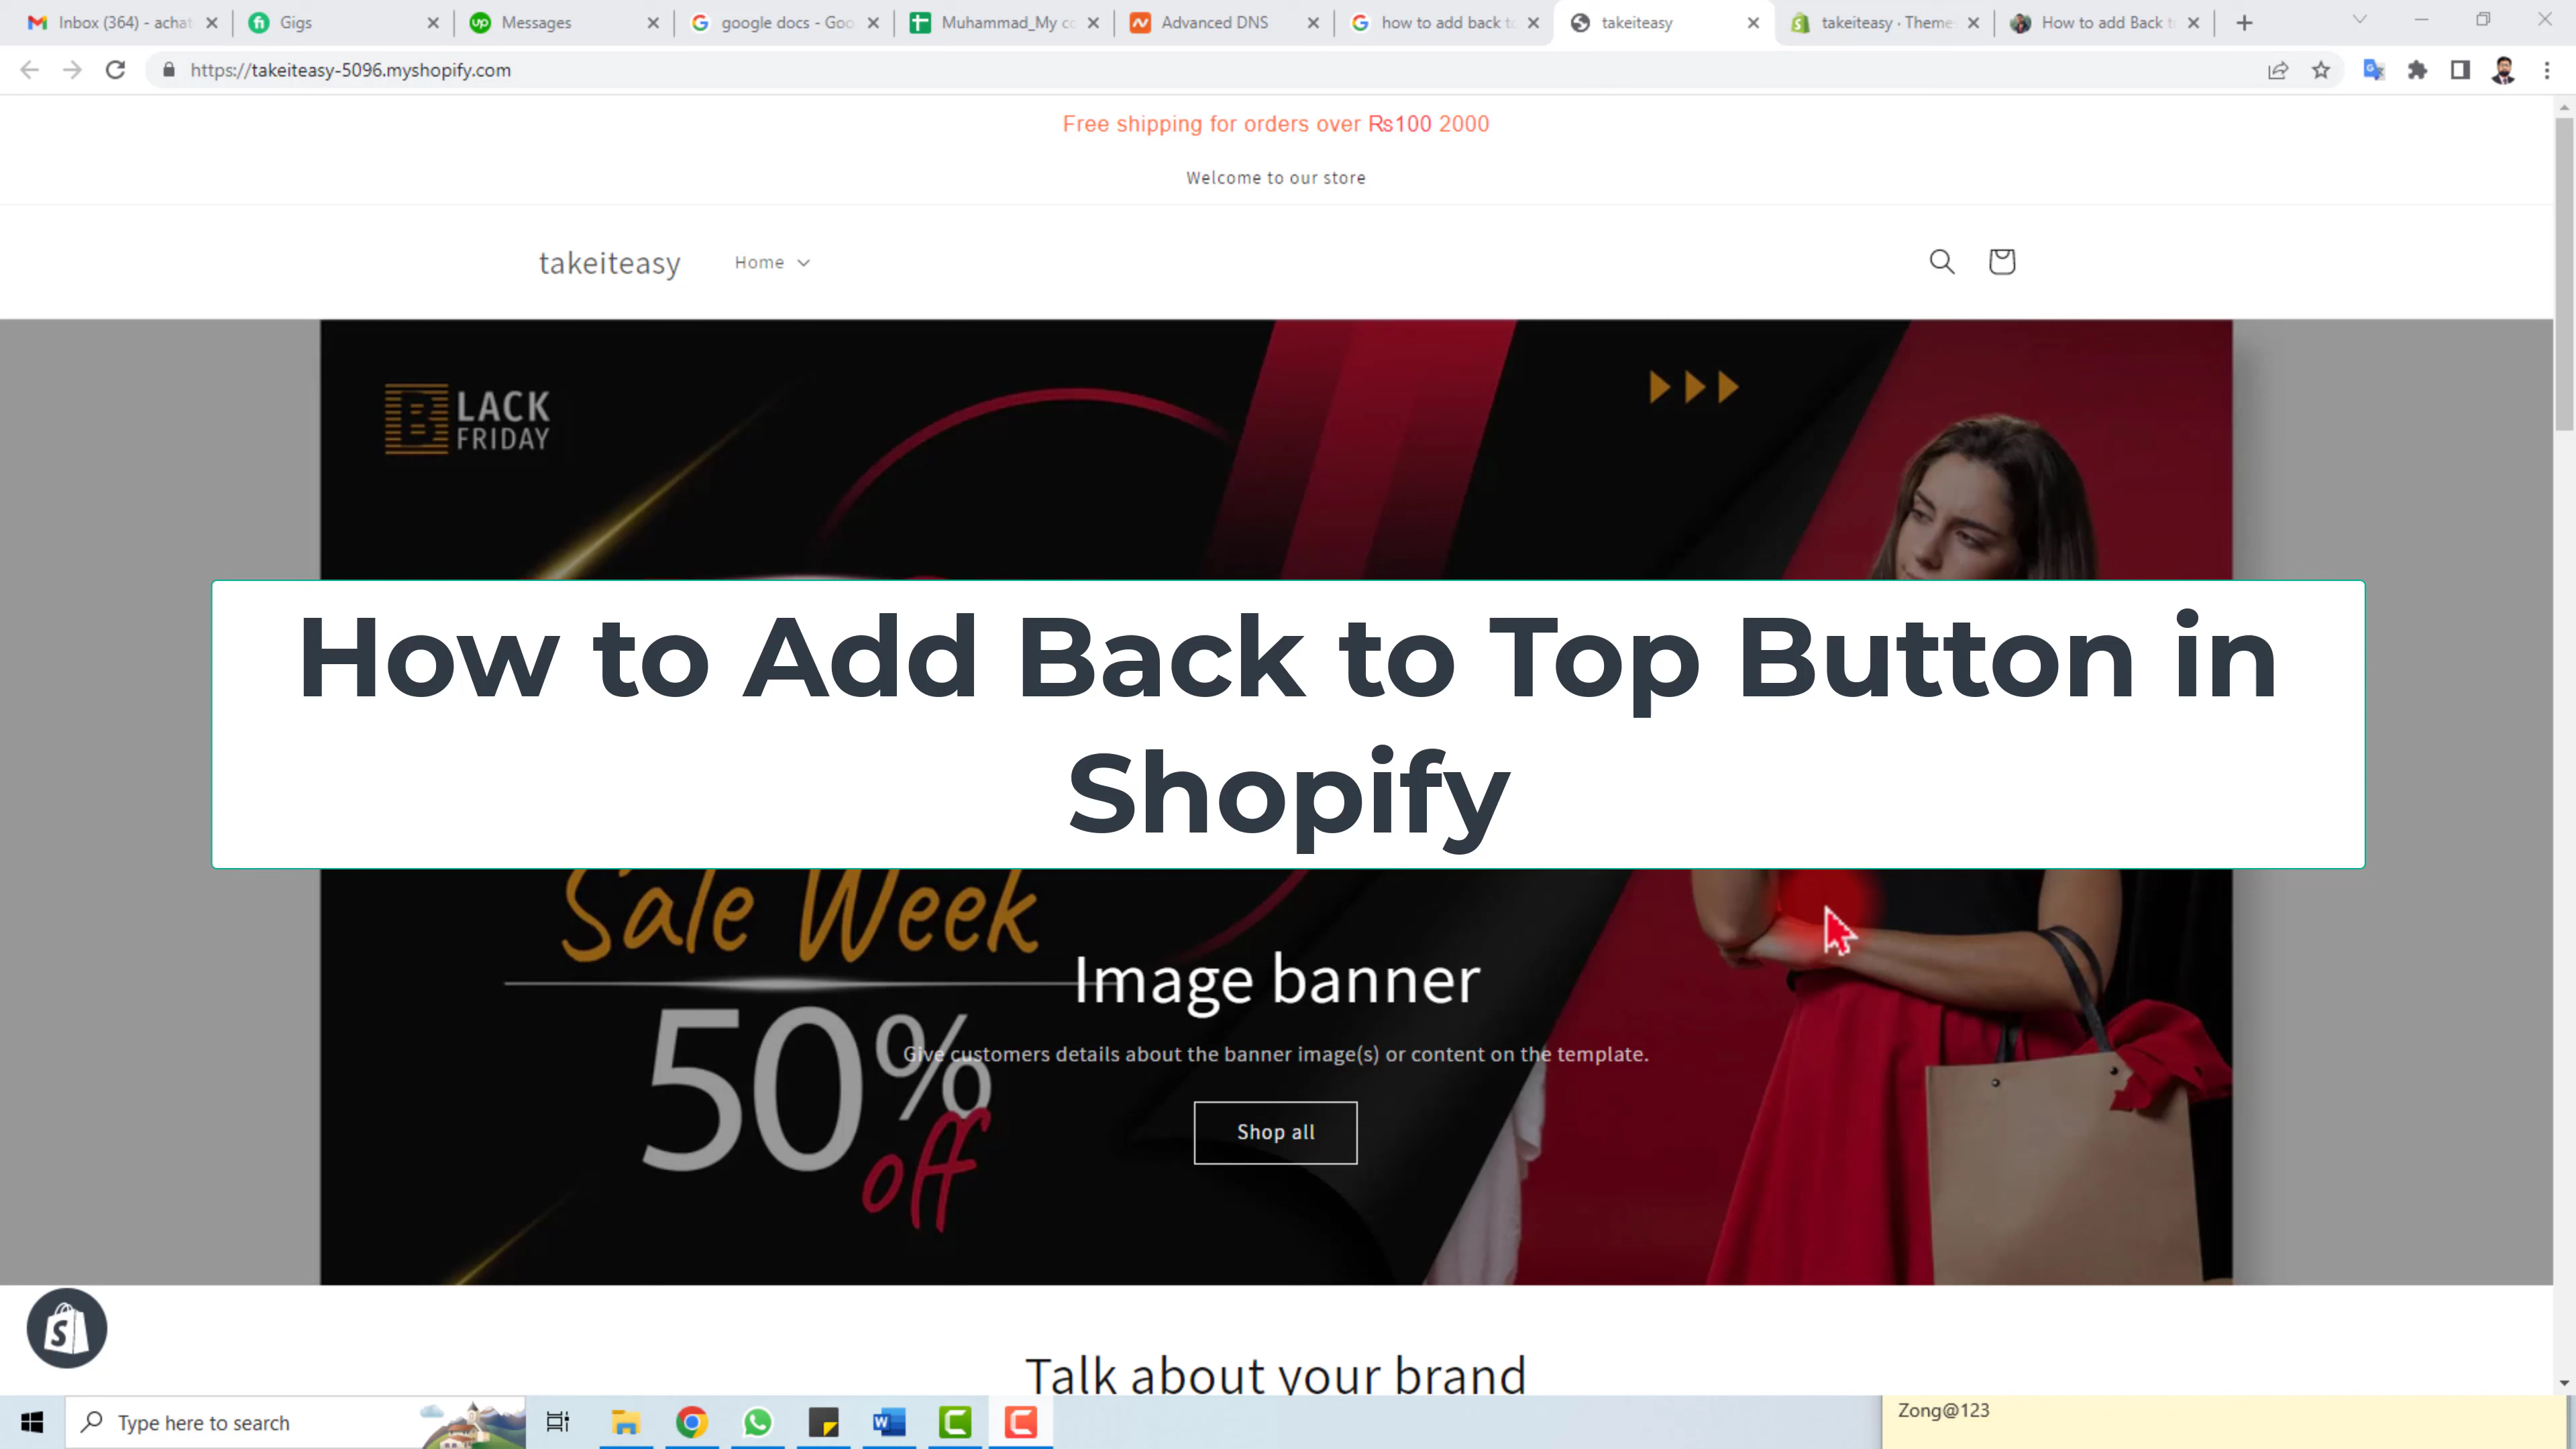 Inbox (364) - achat
Gigs
Messages
google docs - Goo
Muhammad_My co
Advanced DNS
how to add back to
takeiteasy
takeiteasy · Themes
How to add Back t
https://takeiteasy-5096.myshopify.com
Free shipping for orders over Rs100 2000
Welcome to our store
takeiteasy
Home
BLACK
FRIDAY
How to Add Back to Top Button in
Shopify
Sale Week
Image banner
50%
Give customers details about the banner image(s) or content on the template.
off
Shop all
Talk about your brand
Type here to search
Zong@123